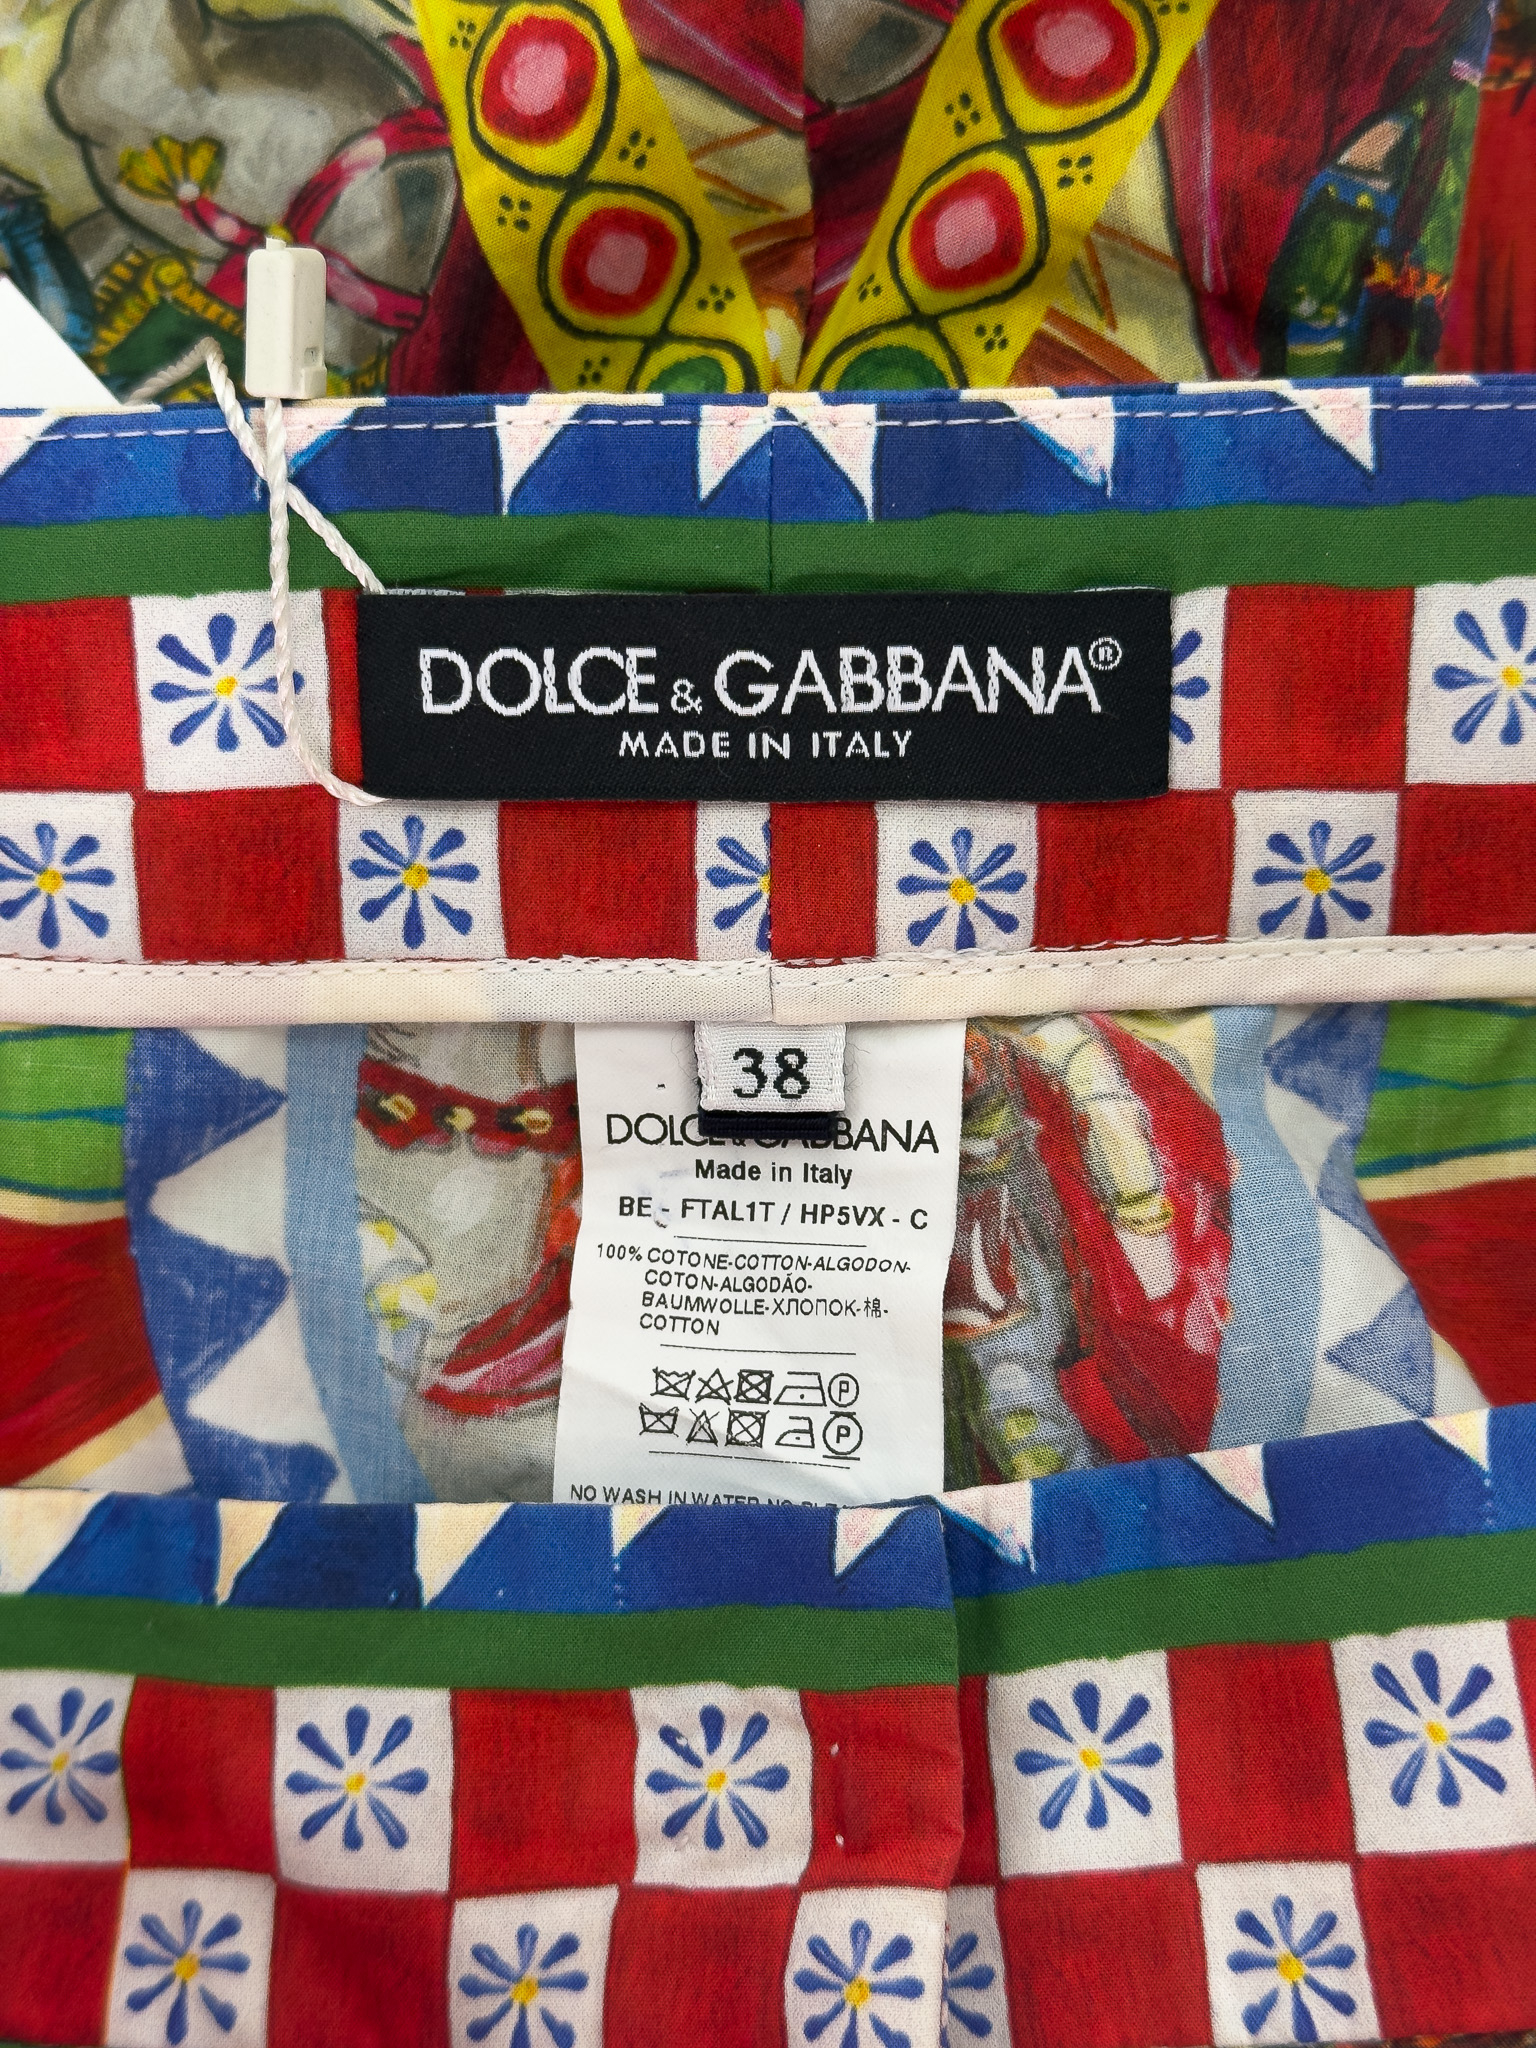 DOLCE & GABBANA®
MADE IN ITALY
38
DOLCE & GABBANA
Made in Italy
BE - FTAL1T / HP5VX - C
100% COTONE-COTTON-ALGODON-
COTON-ALGODÃO-
BAUMWOLLE-ХЛОПОК-棉-
COTTON
P
P
NO WASH IN WATER NO